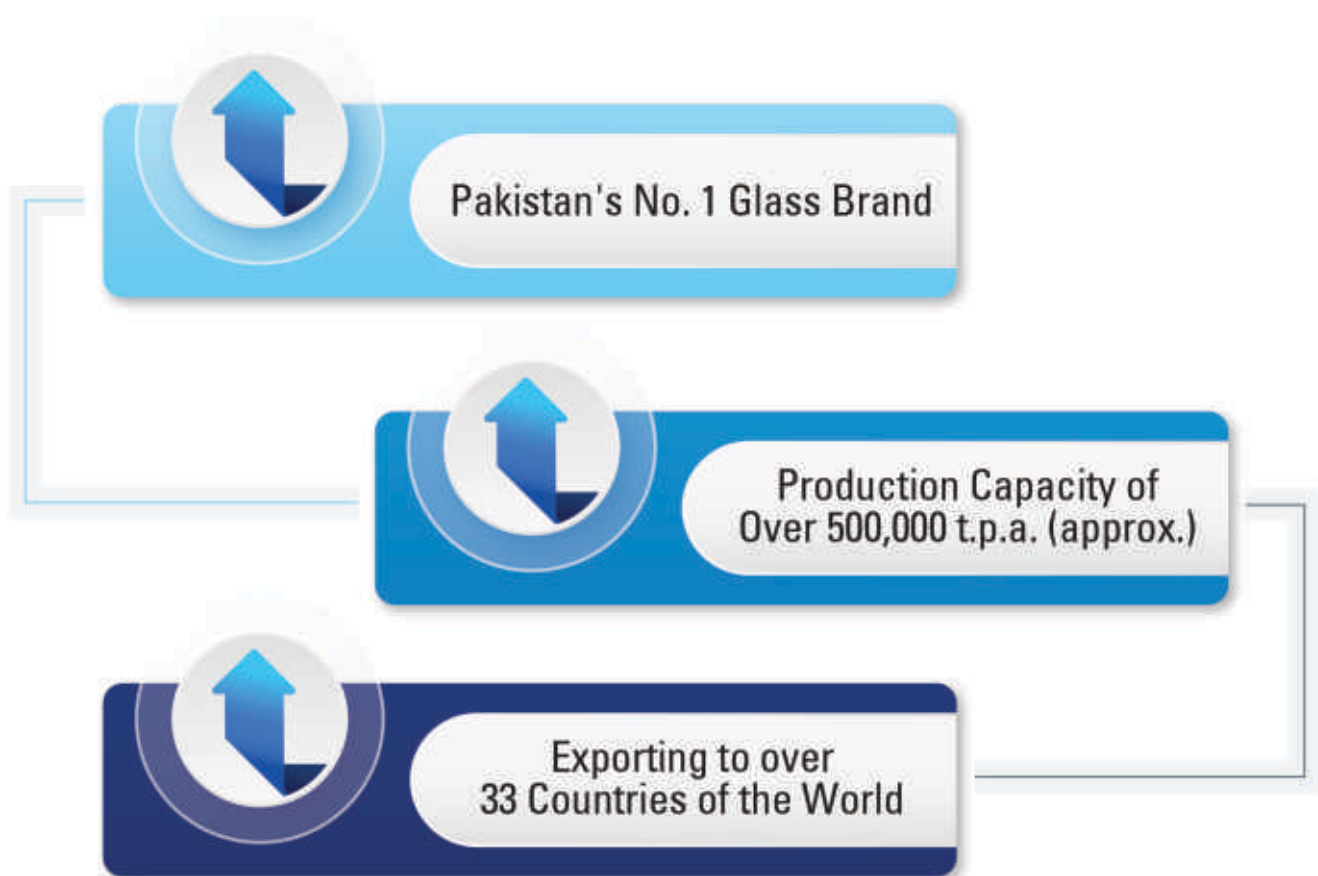 Pakistan's No. 1 Glass Brand
Production Capacity of
Over 500,000 t.p.a. (approx.)
Exporting to over
33 Countries of the World